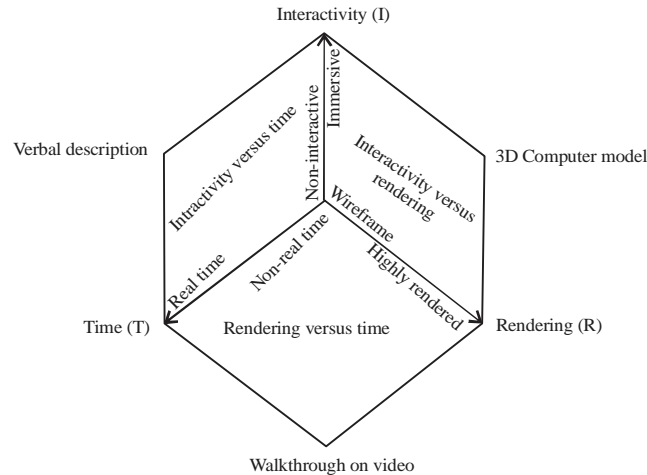 Interactivity (I)
Non-interactive
Immersive
Verbal description
Intractivity versus time
Interactivity versus
rendering
3D Computer model
Wireframe
Highly rendered
Real time
Non-real time
Time (T)
Rendering versus time
Rendering (R)
Walkthrough on video